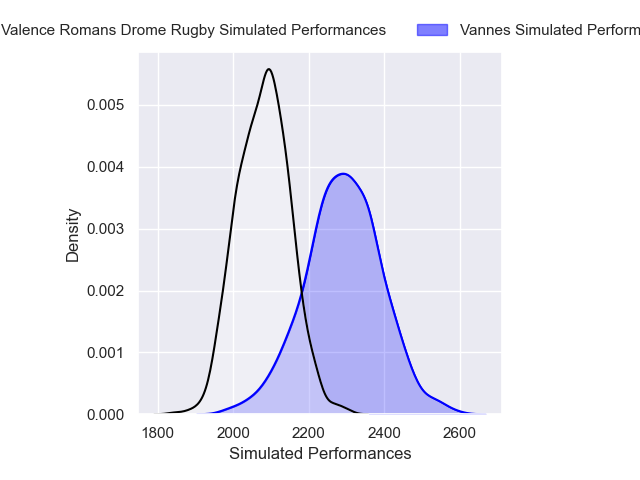 Valence Romans Drome Rugby Simulated Performances
Vannes Simulated Perform
0.005
0.004
0.003
0.002
0.001
0.000
Density
1800 2000 2200 2400 2600
Simulated Performances